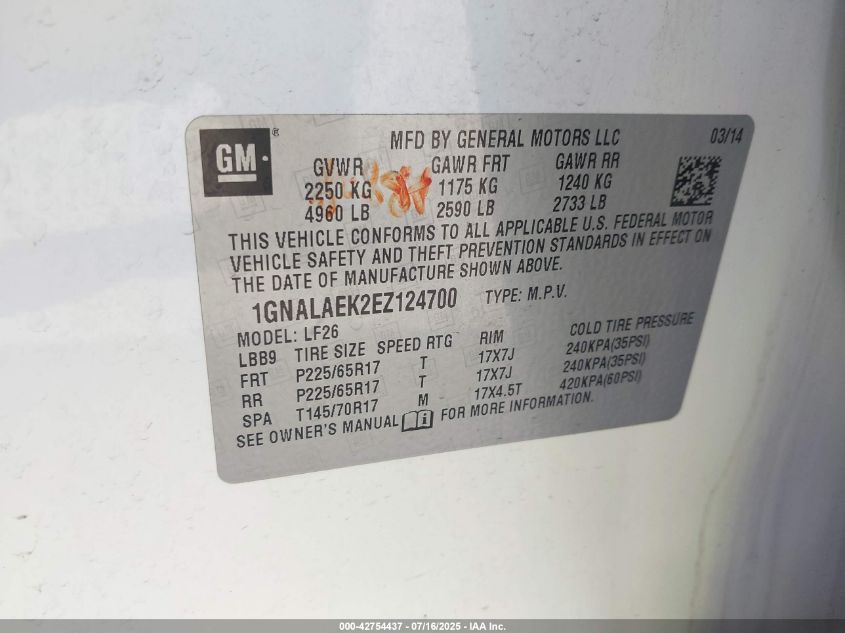 GM
®
MFD BY GENERAL MOTORS LLC 03/14
GVWR GAWR FRT GAWR RR
2250 KG 1175 KG 1240 KG
4960 LB 2590 LB 2733 LB
THIS VEHICLE CONFORMS TO ALL APPLICABLE U.S. FEDERAL MOTOR
VEHICLE SAFETY AND THEFT PREVENTION STANDARDS IN EFFECT ON
THE DATE OF MANUFACTURE SHOWN ABOVE.
1GNALAEK2EZ124700 TYPE: M.P.V.
MODEL: LF26
LBB9 TIRE SIZE SPEED RTG RIM COLD TIRE PRESSURE
FRT P225/65R17 T 17X7J 240KPA(35PSI)
RR P225/65R17 T 17X7J 240KPA(35PSI)
SPA T145/70R17 M 17X4.5T 420KPA(60PSI)
SEE OWNER'S MANUAL FOR MORE INFORMATION.
000-42754437 - 07/16/2025 - IAA Inc.